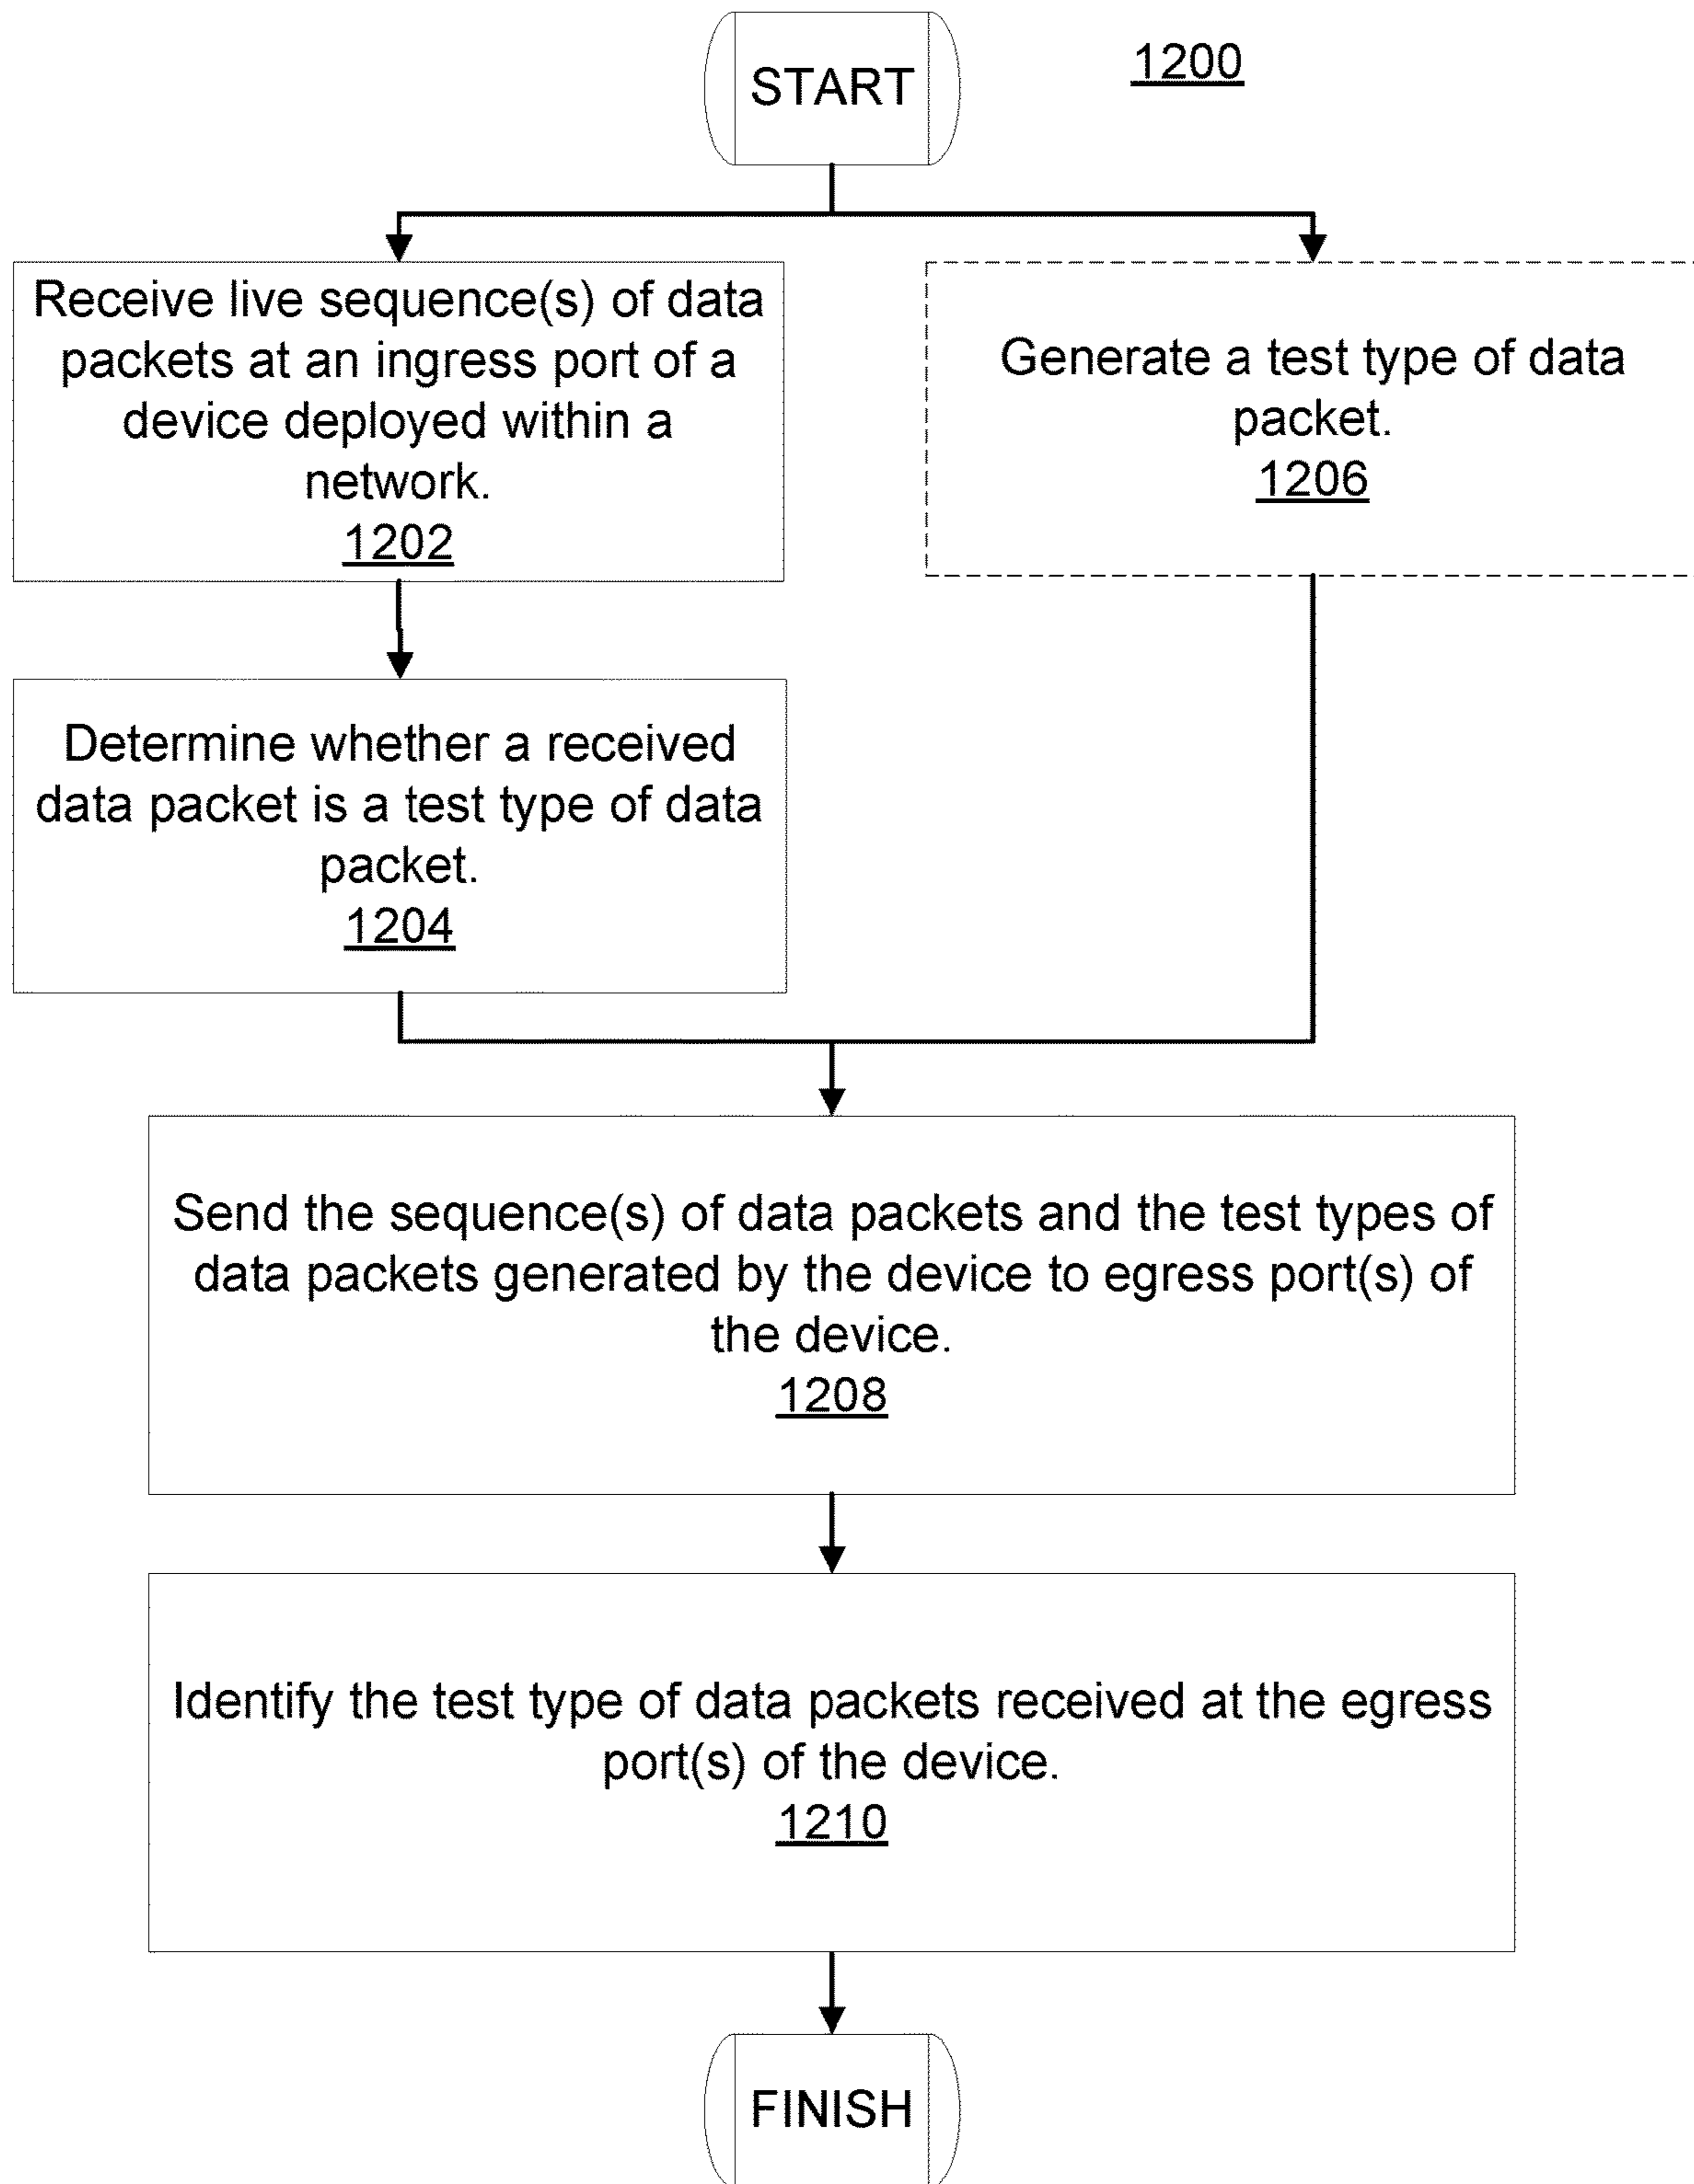 START
1200
Receive live sequence(s) of data
packets at an ingress port of a
device deployed within a
network.
1202
Generate a test type of data
packet.
1206
Determine whether a received
data packet is a test type of data
packet.
1204
Send the sequence(s) of data packets and the test types of
data packets generated by the device to egress port(s) of
the device.
1208
Identify the test type of data packets received at the egress
port(s) of the device.
1210
FINISH